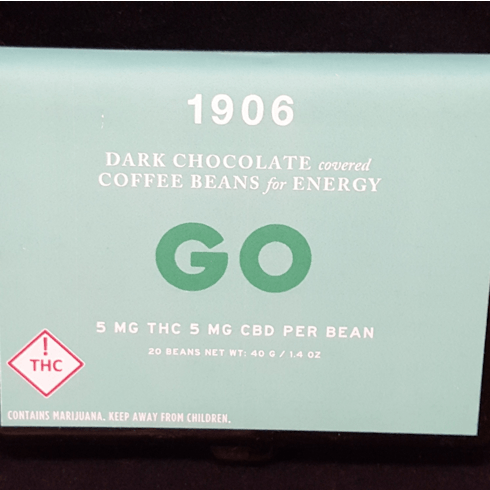 1906
DARK CHOCOLATE covered
COFFEE BEANS for ENERGY
GO
5 MG THC 5 MG CBD PER BEAN
20 BEANS NET WT: 40 G / 1.4 OZ
!
THC
CONTAINS MARIJUANA. KEEP AWAY FROM CHILDREN.